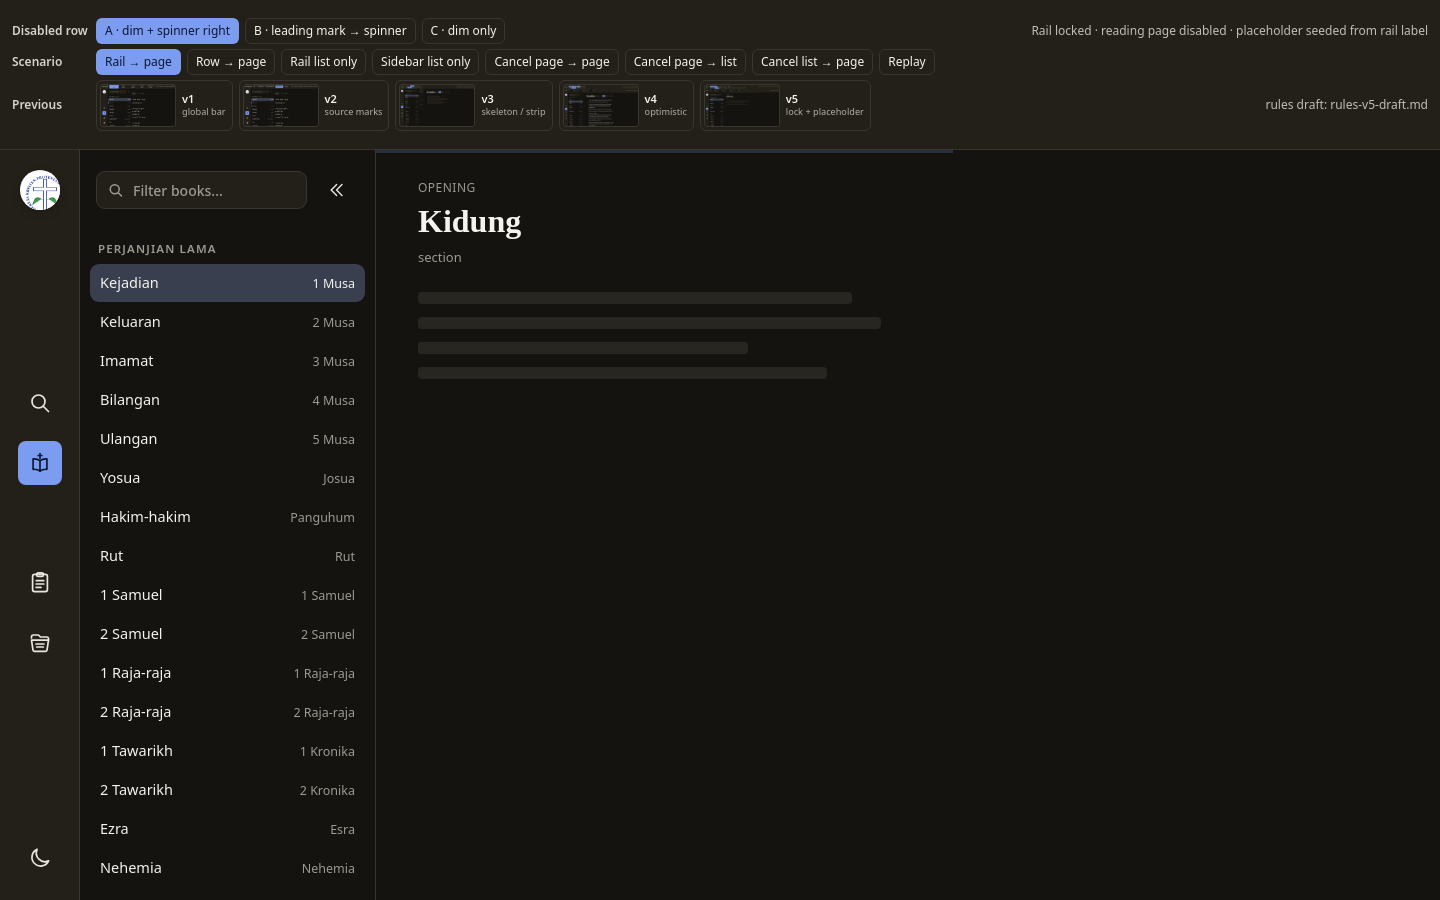 Disabled row
A · dim + spinner right
B · leading mark → spinner
C · dim only
Rail locked · reading page disabled · placeholder seeded from rail label
Scenario
Rail → page
Row → page
Rail list only
Sidebar list only
Cancel page → page
Cancel page → list
Cancel list → page
Replay
Previous
v1
global bar
v2
source marks
v3
skeleton / strip
v4
optimistic
v5
lock + placeholder
rules draft: rules-v5-draft.md
Filter books...
PERJANJIAN LAMA
Kejadian 1 Musa
Keluaran 2 Musa
Imamat 3 Musa
Bilangan 4 Musa
Ulangan 5 Musa
Yosua Josua
Hakim-hakim Panguhum
Rut Rut
1 Samuel 1 Samuel
2 Samuel 2 Samuel
1 Raja-raja 1 Raja-raja
2 Raja-raja 2 Raja-raja
1 Tawarikh 1 Kronika
2 Tawarikh 2 Kronika
Ezra Esra
Nehemia Nehemia
OPENING
Kidung
section